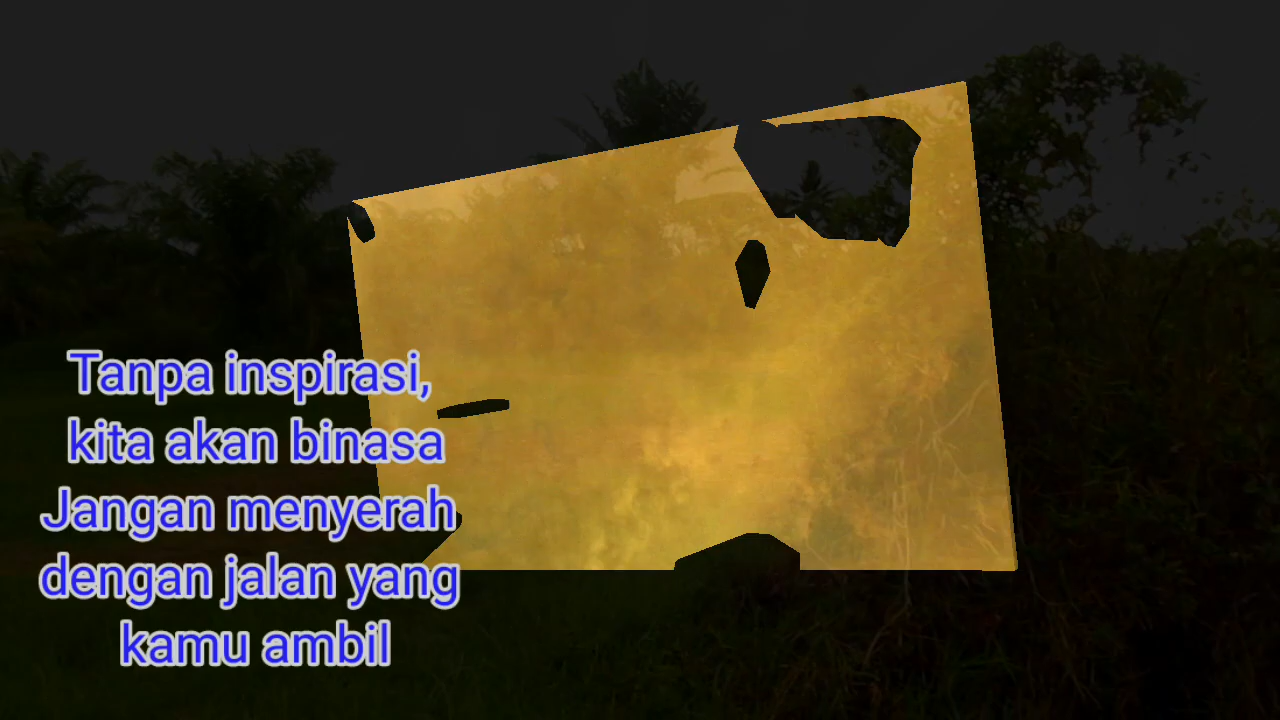 Tanpa inspirasi,
kita akan binasa
Jangan menyerah
dengan jalan yang
kamu ambil